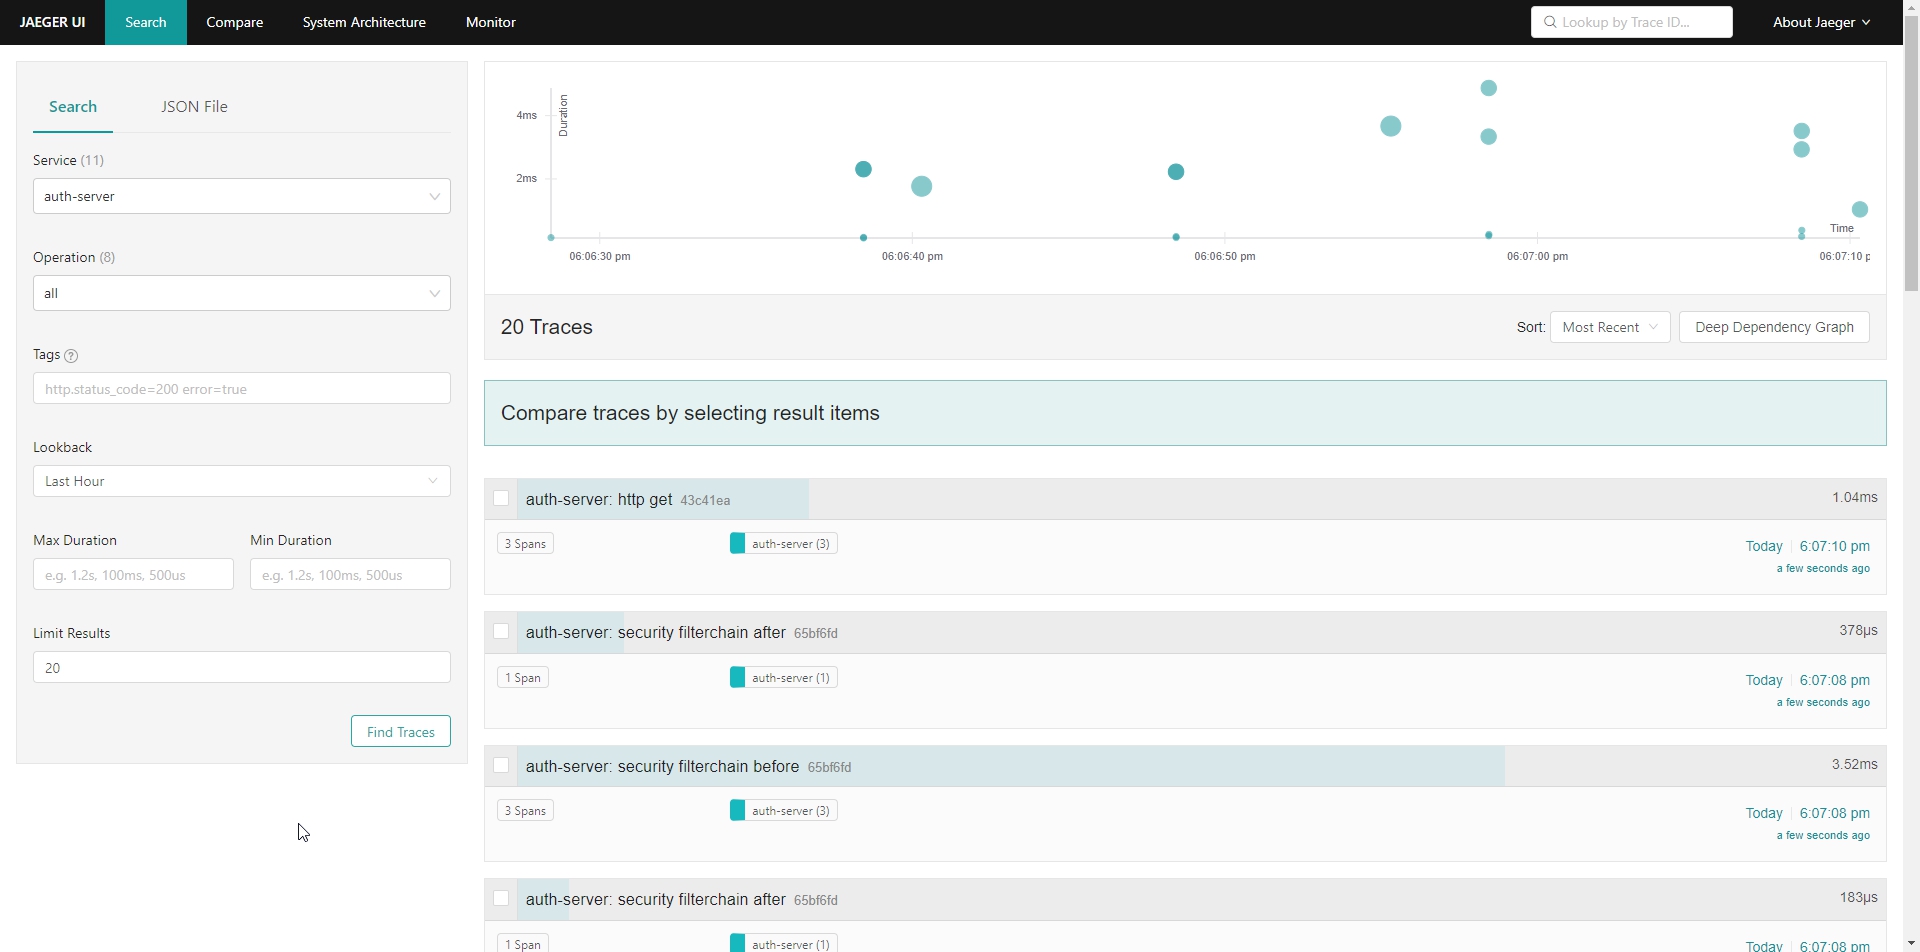 JAEGER UI Search Compare System Architecture Monitor Lookup by Trace ID... About Jaeger
Search JSON File
Service (11)
auth-server
Operation (8)
all
Tags ?
http.status_code=200 error=true
Lookback
Last Hour
Max Duration Min Duration
e.g. 1.2s, 100ms, 500us e.g. 1.2s, 100ms, 500us
Limit Results
20
Find Traces
Duration
4ms
2ms
Time
06:06:30 pm 06:06:40 pm 06:06:50 pm 06:07:00 pm 06:07:10 p
20 Traces Sort: Most Recent Deep Dependency Graph
Compare traces by selecting result items
auth-server: http get 43c41ea 1.04ms
3 Spans auth-server (3) Today 6:07:10 pm
a few seconds ago
auth-server: security filterchain after 65bf6fd 378μs
1 Span auth-server (1) Today 6:07:08 pm
a few seconds ago
auth-server: security filterchain before 65bf6fd 3.52ms
3 Spans auth-server (3) Today 6:07:08 pm
a few seconds ago
auth-server: security filterchain after 65bf6fd 183μs
1 Span auth-server (1) Today 6:07:08 pm